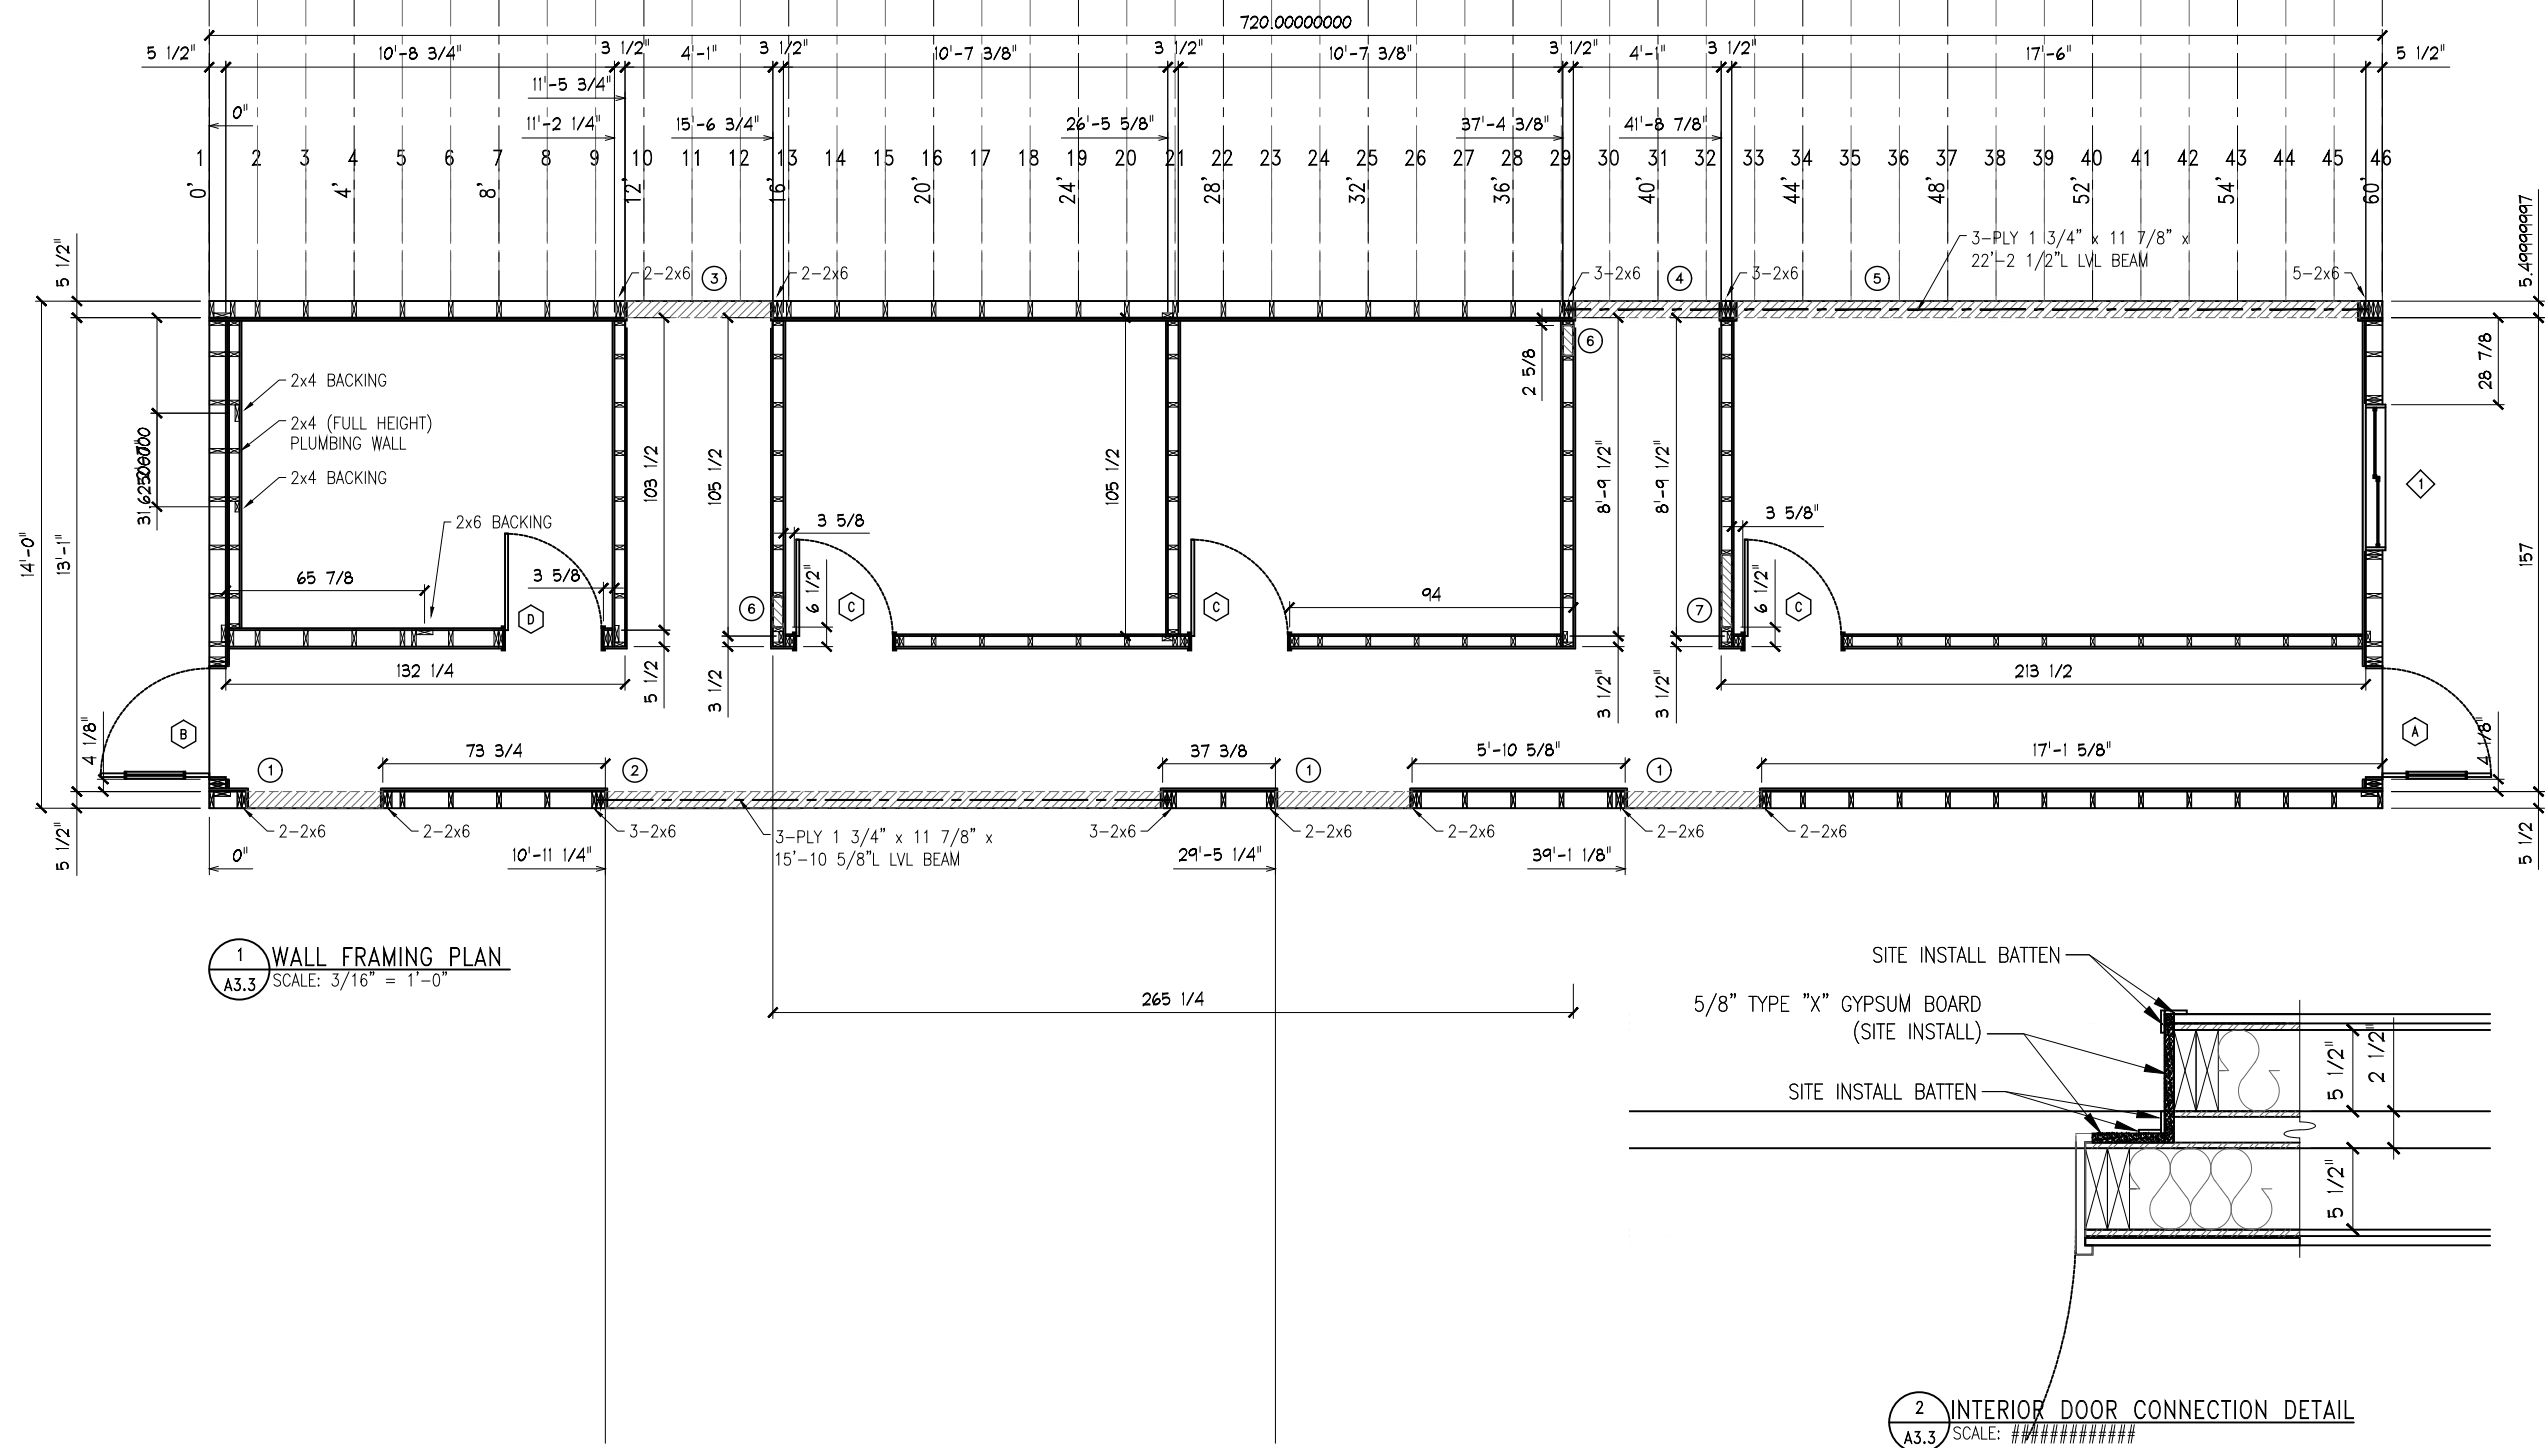 720.00000000
5 1/2" 10'-8 3/4" 3 1/2" 4'-1" 3 1/2" 10'-7 3/8" 3 1/2" 10'-7 3/8" 3 1/2" 4'-1" 3 1/2" 17'-6" 5 1/2"
11'-5 3/4"
0" 11'-2 1/4" 15'-6 3/4" 26'-5 5/8" 37'-4 3/8" 41'-8 7/8"
1 2 3 4 5 6 7 8 9 10 11 12 13 14 15 16 17 18 19 20 21 22 23 24 25 26 27 28 29 30 31 32 33 34 35 36 37 38 39 40 41 42 43 44 45 46
0' 4' 8' 12' 16' 20' 24' 28' 32' 36' 40' 44' 48' 52' 54' 60'
5 1/2"
5.49999997
3-PLY 1 3/4" x 11 7/8" x
22'-2 1/2"L LVL BEAM
2-2x6 3 2-2x6 3-2x6 4 3-2x6 5 5-2x6
6
2 5/8
28 7/8
2x4 BACKING
2x4 (FULL HEIGHT)
PLUMBING WALL
2x4 BACKING
103 1/2
105 1/2
105 1/2
8'-9 1/2"
8'-9 1/2"
1
2x6 BACKING
3 5/8
3 5/8"
14'-0"
13'-1"
157
65 7/8
3 5/8
6 1/2"
94
6 1/2"
D 6 C C 7 C
132 1/4
5 1/2
3 1/2
3 1/2"
3 1/2"
213 1/2
B
4 1/8"
A
4 1/8"
73 3/4 37 3/8 5'-10 5/8" 17'-1 5/8"
1 2 1 1
2-2x6 2-2x6 3-2x6 3-2x6 2-2x6 2-2x6 2-2x6 2-2x6
3-PLY 1 3/4" x 11 7/8" x
15'-10 5/8"L LVL BEAM
5 1/2"
0" 10'-11 1/4" 29'-5 1/4" 39'-1 1/8"
5 1/2
1 WALL FRAMING PLAN
A3.3 SCALE: 3/16" = 1'-0"
265 1/4
SITE INSTALL BATTEN
5/8" TYPE "X" GYPSUM BOARD
(SITE INSTALL)
SITE INSTALL BATTEN
5 1/2"
2 1/2"
5 1/2"
2 INTERIOR DOOR CONNECTION DETAIL
A3.3 SCALE: #############